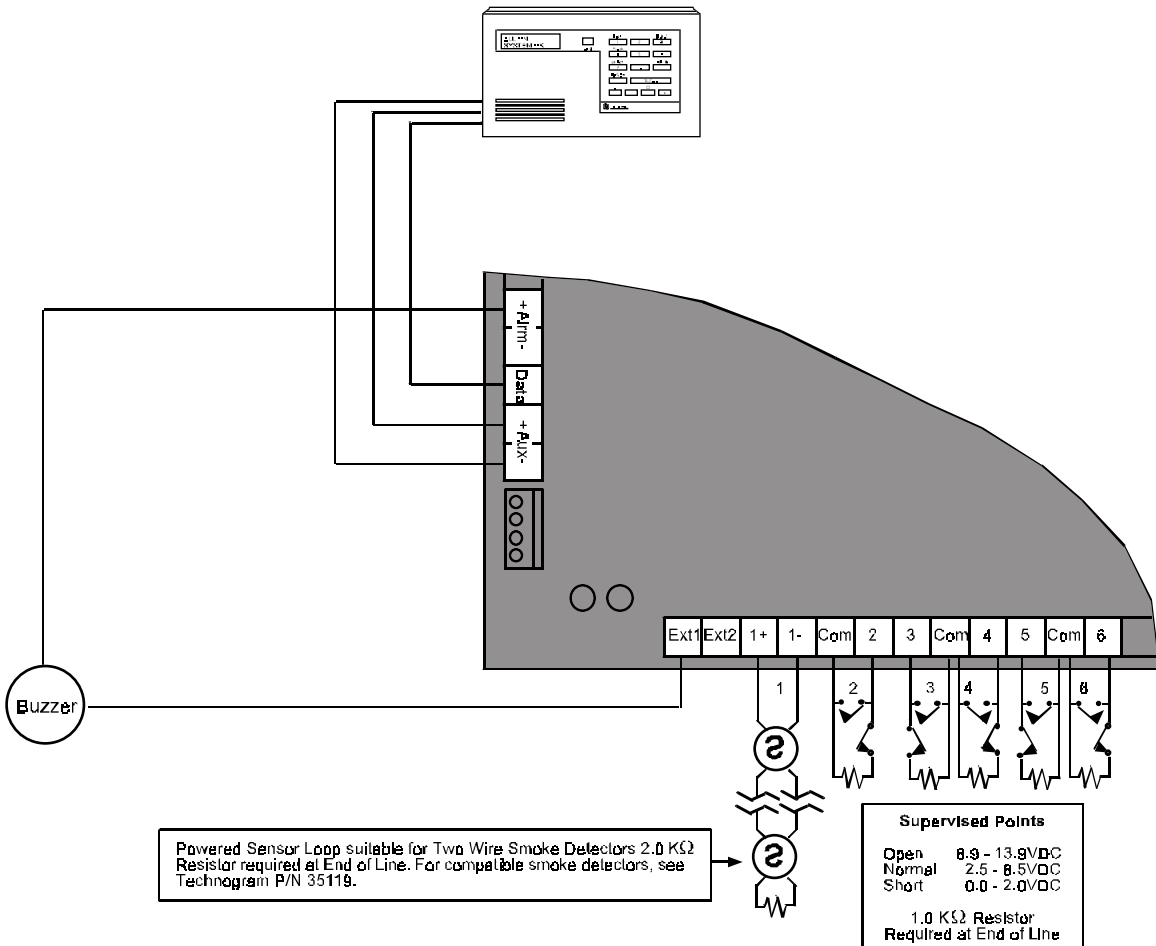 + Alrm -
Data
+ Aux -
Ext1 Ext2 1+ 1- Com 2 3 Com 4 5 Com 6
1 2 3 4 5 6
Buzzer
S
S
Powered Sensor Loop suitable for Two Wire Smoke Detectors 2.0 KΩ
Resistor required at End of Line. For compatible smoke detectors, see
Technogram P/N 35119.
Supervised Points
Open 8.9 - 13.9VDC
Normal 2.5 - 8.5VDC
Short 0.0 - 2.0VDC
1.0 KΩ Resistor
Required at End of Line